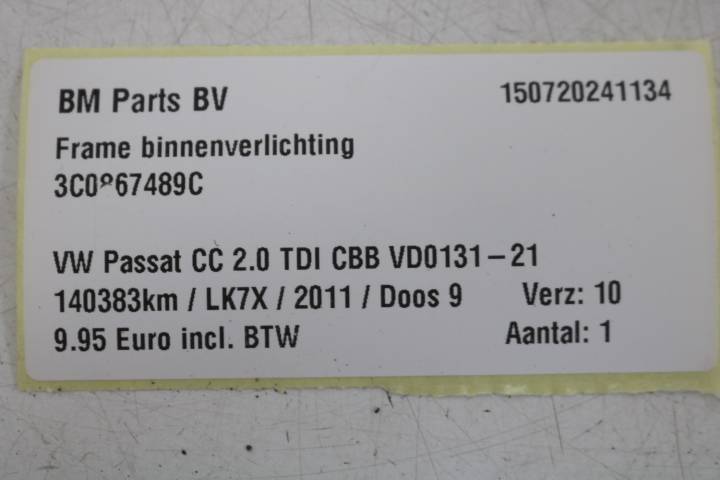 BM Parts BV 150720241134
Frame binnenverlichting
3C0867489C
VW Passat CC 2.0 TDI CBB VD0131-21
140383km / LK7X / 2011 / Doos 9 Verz: 10
9.95 Euro incl. BTW Aantal: 1